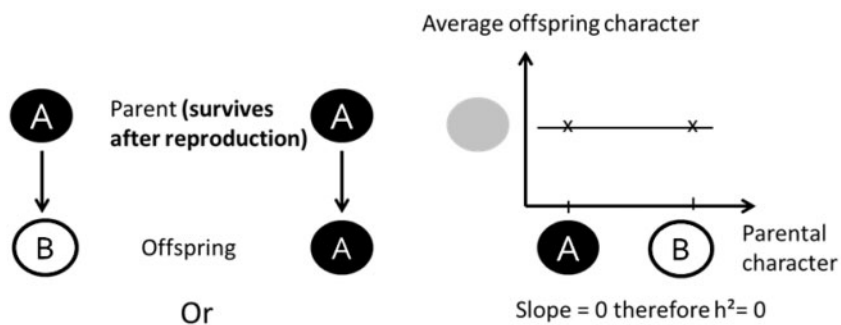 A
Parent (survives
after reproduction)
A
B
Offspring
A
Or
Average offspring character
x
x
A
B
Parental
character
Slope = 0 therefore h²= 0